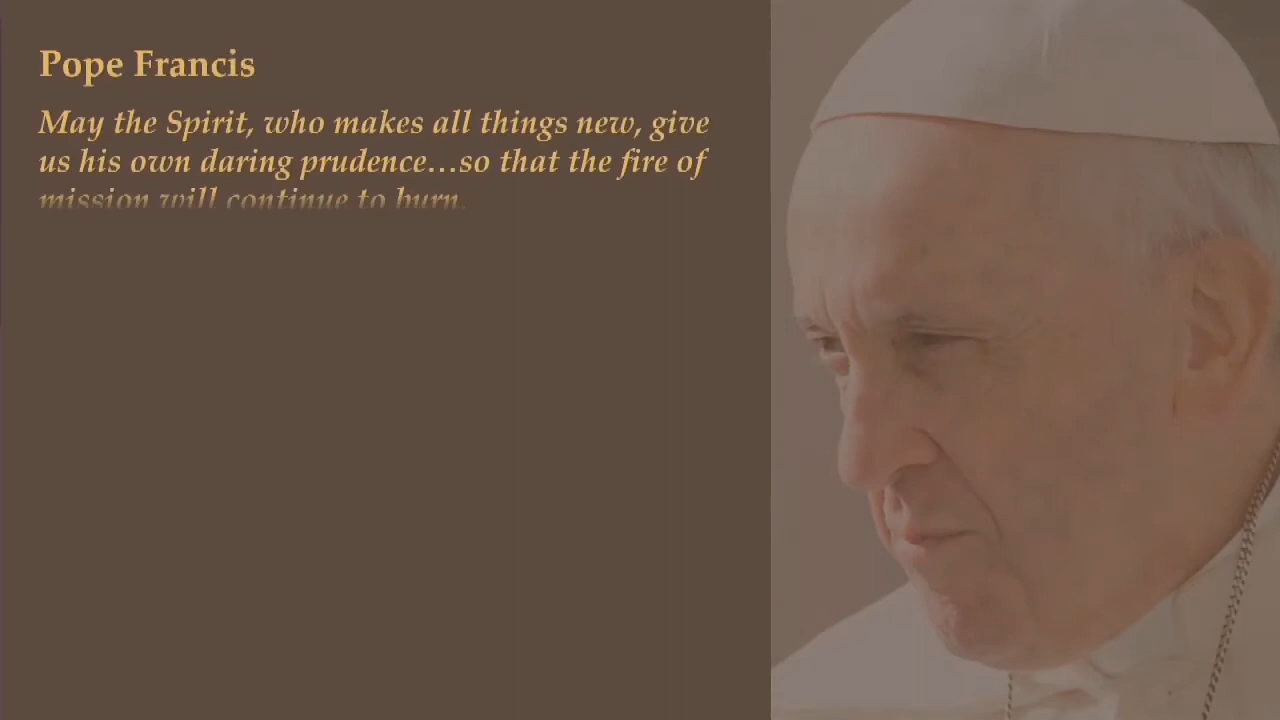 Pope Francis
May the Spirit, who makes all things new, give
us his own daring prudence…so that the fire of
mission will continue to burn.